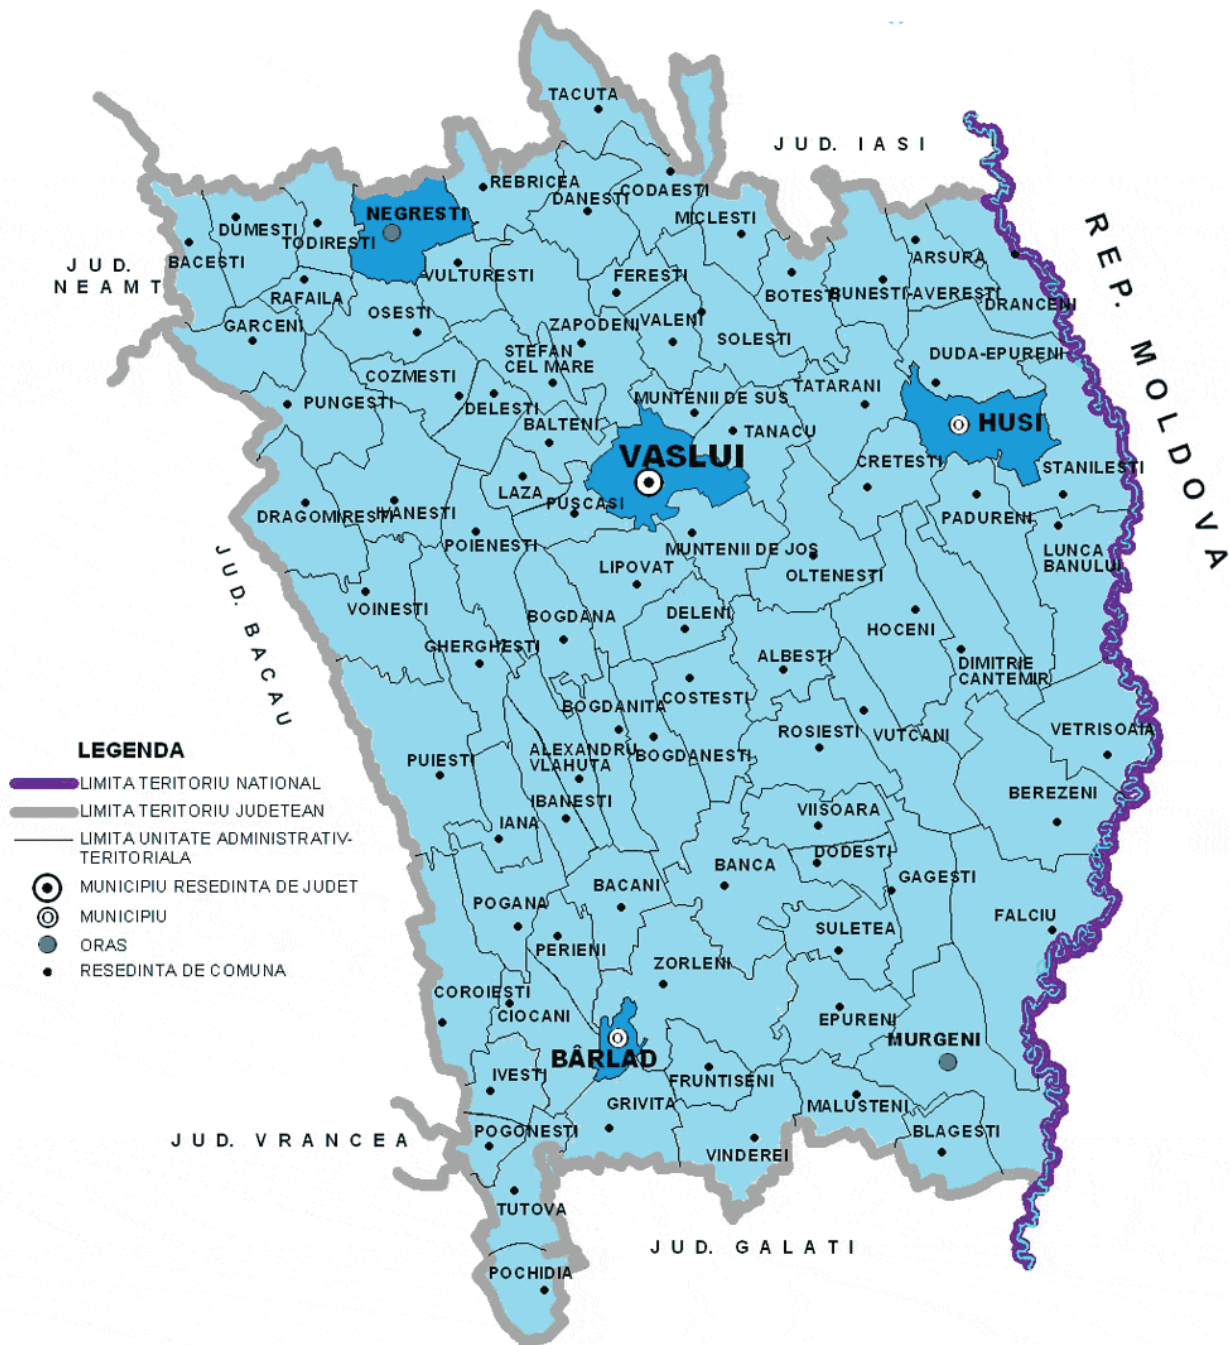 TACUTA
JUD. IASI
REBRICEA
CODAESTI
DANESTI
NEGRESTI
MICLESTI
DUMESTI
TODIRESTI
REP. MOLDOVA
ARSURA
BACESTI
JUD.
NEAMT
VULTURESTI
FERESTI
BOTESTI
BUNESTI-AVERESTI
RAFAILA
DRANCENI
OSESTI
GARCENI
ZAPODENI
VALENI
SOLESTI
STEFAN
CEL MARE
DUDA-EPURENI
COZMESTI
TATARANI
MUNTENII DE SUS
PUNGESTI
DELESTI
BALTENI
TANACU
HUSI
VASLUI
CRETESTI
STANILESTI
LAZA
PUSCASI
DRAGOMIRESTI
IVANESTI
PADURENI
POIENESTI
MUNTENII DE JOS
LUNCA
BANULUI
LIPOVAT
OLTENESTI
JUD. BACAU
VOINESTI
BOGDANA
DELENI
HOCENI
GHERGHESTI
ALBESTI
DIMITRIE
CANTEMIR
COSTESTI
BOGDANITA
ROSIESTI
VUTCANI
VETRISOAIA
LEGENDA
ALEXANDRU
VLAHUTA
BOGDANESTI
PUIESTI
LIMITA TERITORIU NATIONAL
BEREZENI
IBANESTI
LIMITA TERITORIU JUDETEAN
VIISOARA
IANA
LIMITA UNITATE ADMINISTRATIV-
TERITORIALA
DODESTI
BANCA
GAGESTI
MUNICIPIU RESEDINTA DE JUDET
BACANI
POGANA
MUNICIPIU
FALCIU
SULETEA
ORAS
PERIENI
ZORLENI
RESEDINTA DE COMUNA
COROIESTI
CIOCANI
EPURENI
MURGENI
BÂRLAD
IVESTI
FRUNTISENI
GRIVITA
MALUSTENI
POGONESTI
BLAGESTI
JUD. VRANCEA
VINDEREI
TUTOVA
JUD. GALATI
POCHIDIA